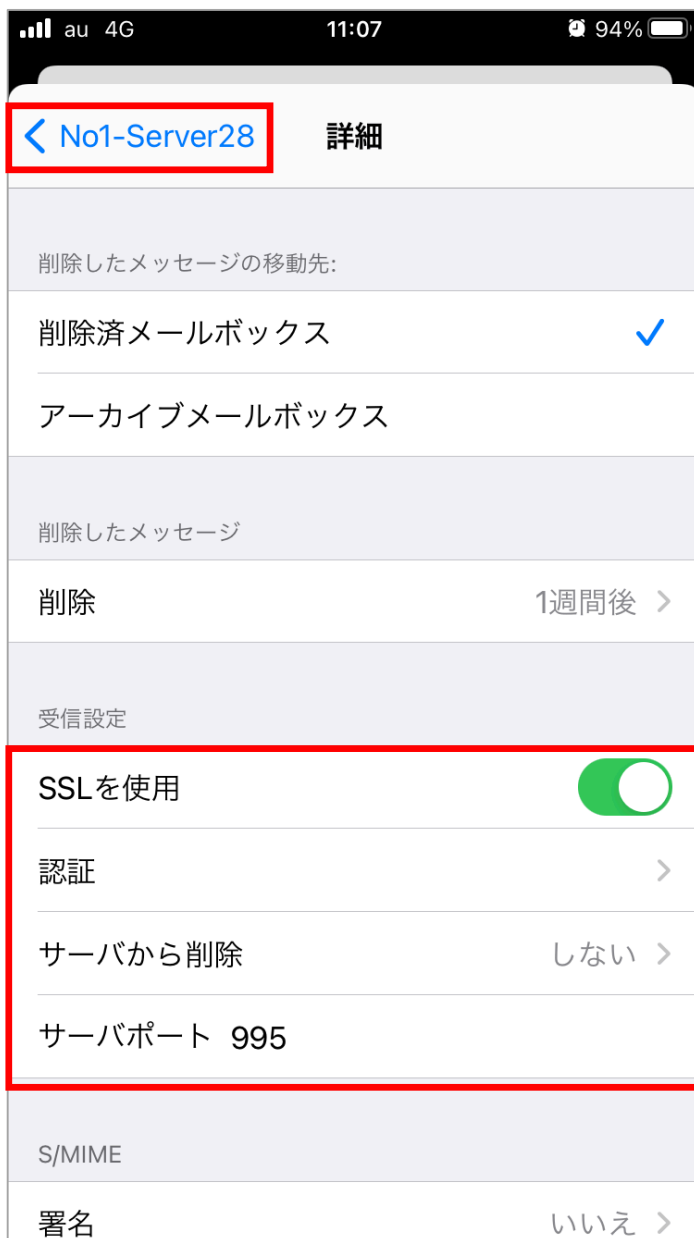 au 4G 11:07 94%
No1-Server28 詳細
削除したメッセージの移動先:
削除済メールボックス
アーカイブメールボックス
削除したメッセージ
削除 1週間後
受信設定
SSLを使用
認証
サーバから削除 しない
サーバポート 995
S/MIME
署名 いいえ